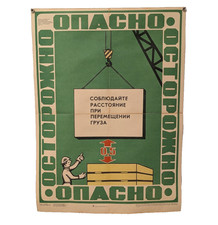 ОПАСНО
ОСТОРОЖНО
ОСТОРОЖНО
СОБЛЮДАЙТЕ
РАССТОЯНИЕ
ПРИ
ПЕРЕМЕЩЕНИИ
ГРУЗА
ОПАСНО